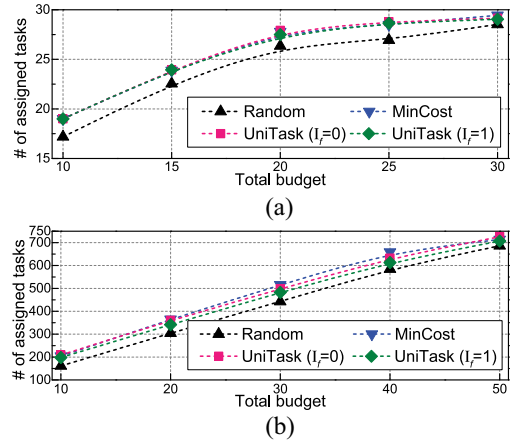 30
25
20
15
# of assigned tasks
Random
MinCost
UniTask (I_f=0)
UniTask (I_f=1)
10
15
20
25
30
Total budget
(a)
750
700
600
500
400
300
200
100
# of assigned tasks
Random
MinCost
UniTask (I_f=0)
UniTask (I_f=1)
10
20
30
40
50
Total budget
(b)